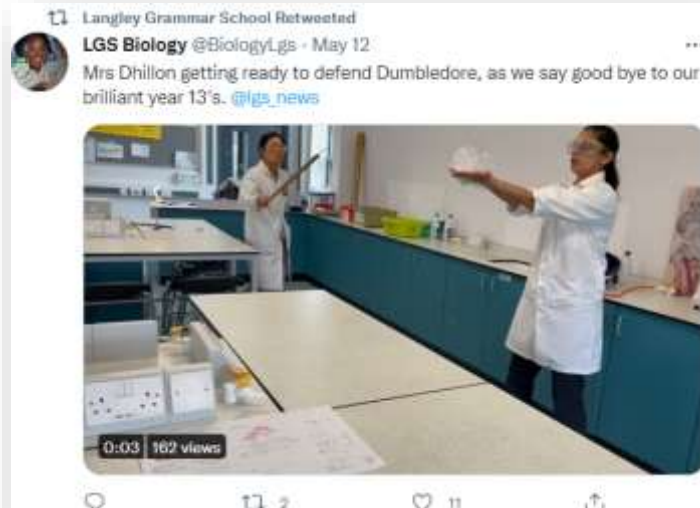 Langley Grammar School Retweeted
LGS Biology @BiologyLgs · May 12
Mrs Dhillon getting ready to defend Dumbledore, as we say good bye to our
brilliant year 13's. @lgs_news
0:03 162 views
2 11